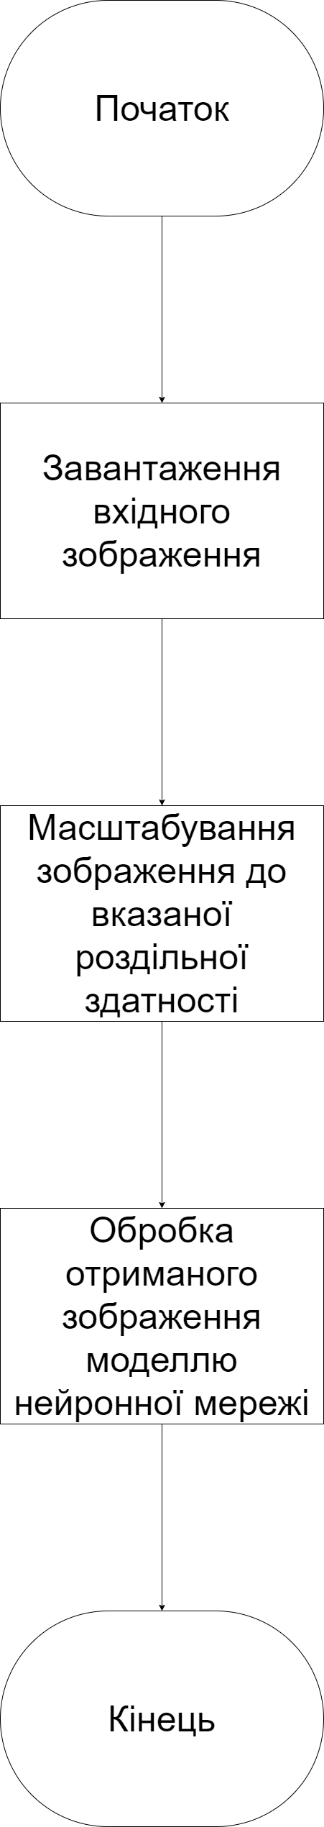 Початок
Завантаження
вхідного
зображення
Масштабування
зображення до
вказаної
роздільної
здатності
Обробка
отриманого
зображення
моделлю
нейронної мережі
Кінець